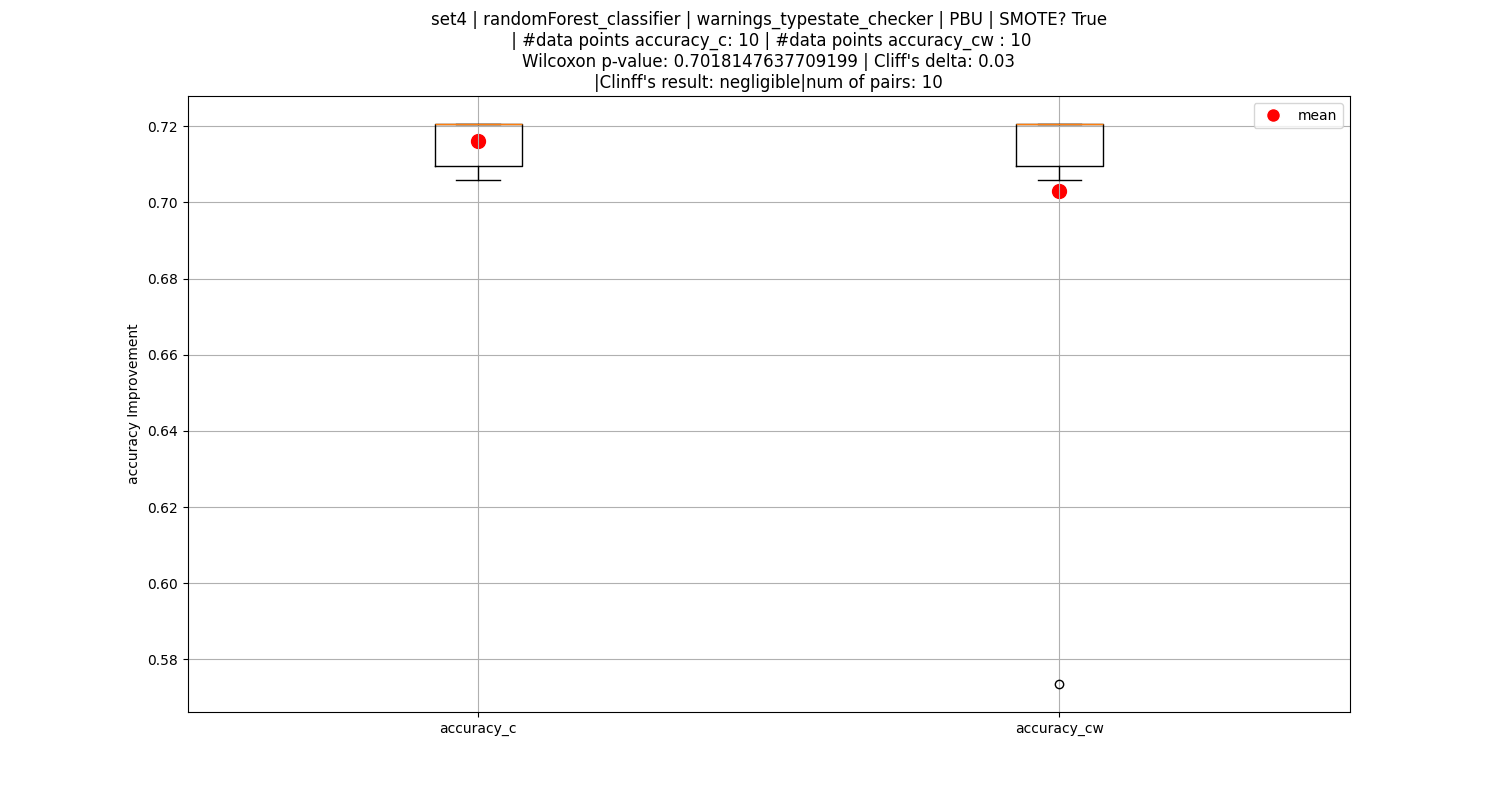 set4 | randomForest_classifier | warnings_typestate_checker | PBU | SMOTE? True
| #data points accuracy_c: 10 | #data points accuracy_cw : 10
Wilcoxon p-value: 0.7018147637709199 | Cliff's delta: 0.03
|Clinff's result: negligible|num of pairs: 10
mean
0.72
0.70
0.68
0.66
0.64
0.62
0.60
0.58
accuracy Improvement
accuracy_c
accuracy_cw